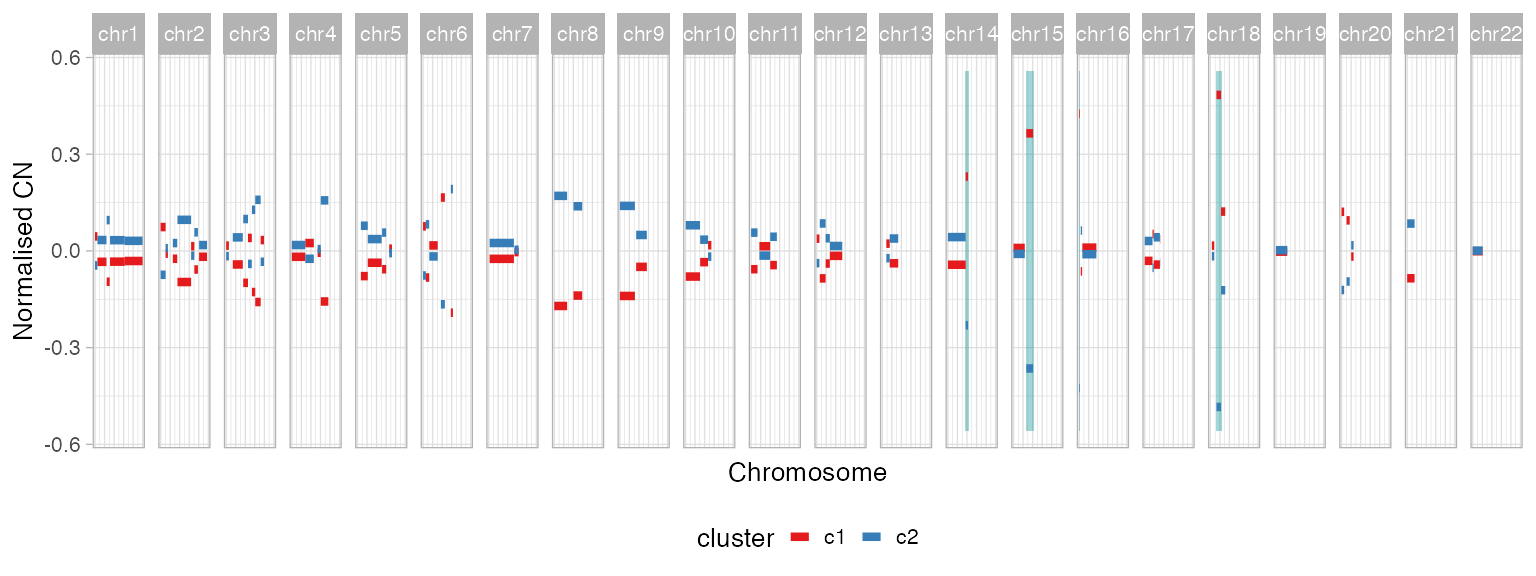 chr1 chr2 chr3 chr4 chr5 chr6 chr7 chr8 chr9 chr10 chr11 chr12 chr13 chr14 chr15 chr16 chr17 chr18 chr19 chr20 chr21 chr22
0.6
0.3
0.0
-0.3
-0.6
Normalised CN
Chromosome
cluster c1 c2